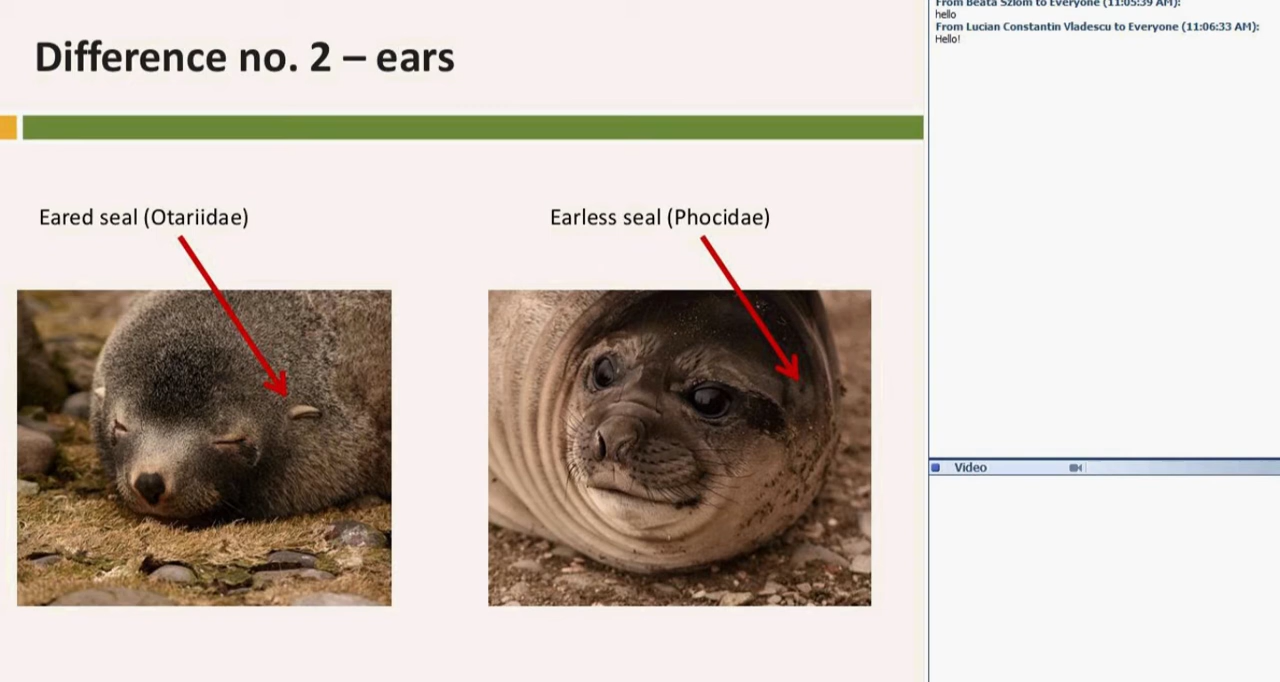 Difference no. 2 – ears
Eared seal (Otariidae)
Earless seal (Phocidae)
From Beata Szlom to Everyone (11:05:39 AM):
hello
From Lucian Constantin Vladescu to Everyone (11:06:33 AM):
Hello!
Video